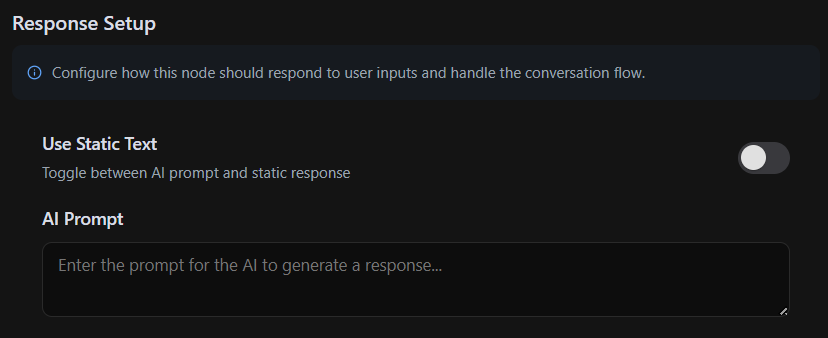 Response Setup
Configure how this node should respond to user inputs and handle the conversation flow.
Use Static Text
Toggle between AI prompt and static response
AI Prompt
Enter the prompt for the AI to generate a response...